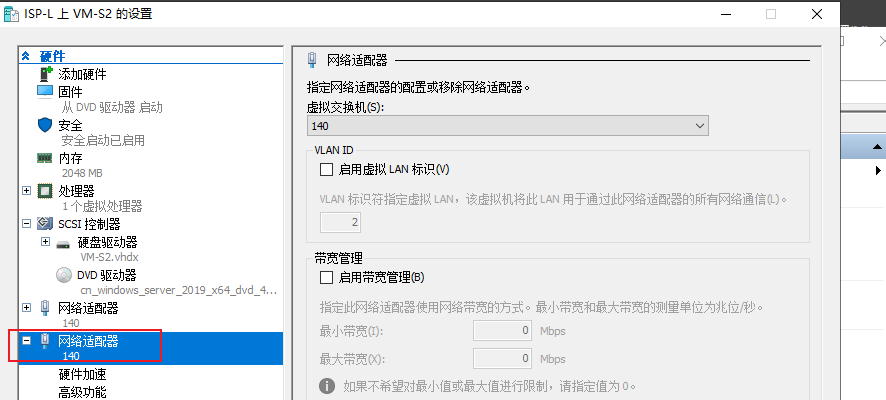 ISP-L 上 VM-S2 的设置
硬件
添加硬件
固件
从 DVD 驱动器 启动
安全
安全启动已启用
内存
2048 MB
处理器
1 个虚拟处理器
SCSI 控制器
硬盘驱动器
VM-S2.vhdx
DVD 驱动器
cn_windows_server_2019_x64_dvd_4...
网络适配器
140
网络适配器
140
硬件加速
高级功能
网络适配器
指定网络适配器的配置或移除网络适配器。
虚拟交换机(S):
140
VLAN ID
启用虚拟 LAN 标识(V)
VLAN 标识符指定虚拟 LAN，该虚拟机将此 LAN 用于通过此网络适配器的所有网络通信(L)。
2
带宽管理
启用带宽管理(B)
指定此网络适配器使用网络带宽的方式。最小带宽和最大带宽的测量单位为兆位/秒。
最小带宽(I): 0 Mbps
最大带宽(X): 0 Mbps
如果不希望对最小值或最大值进行限制，请指定值为 0。